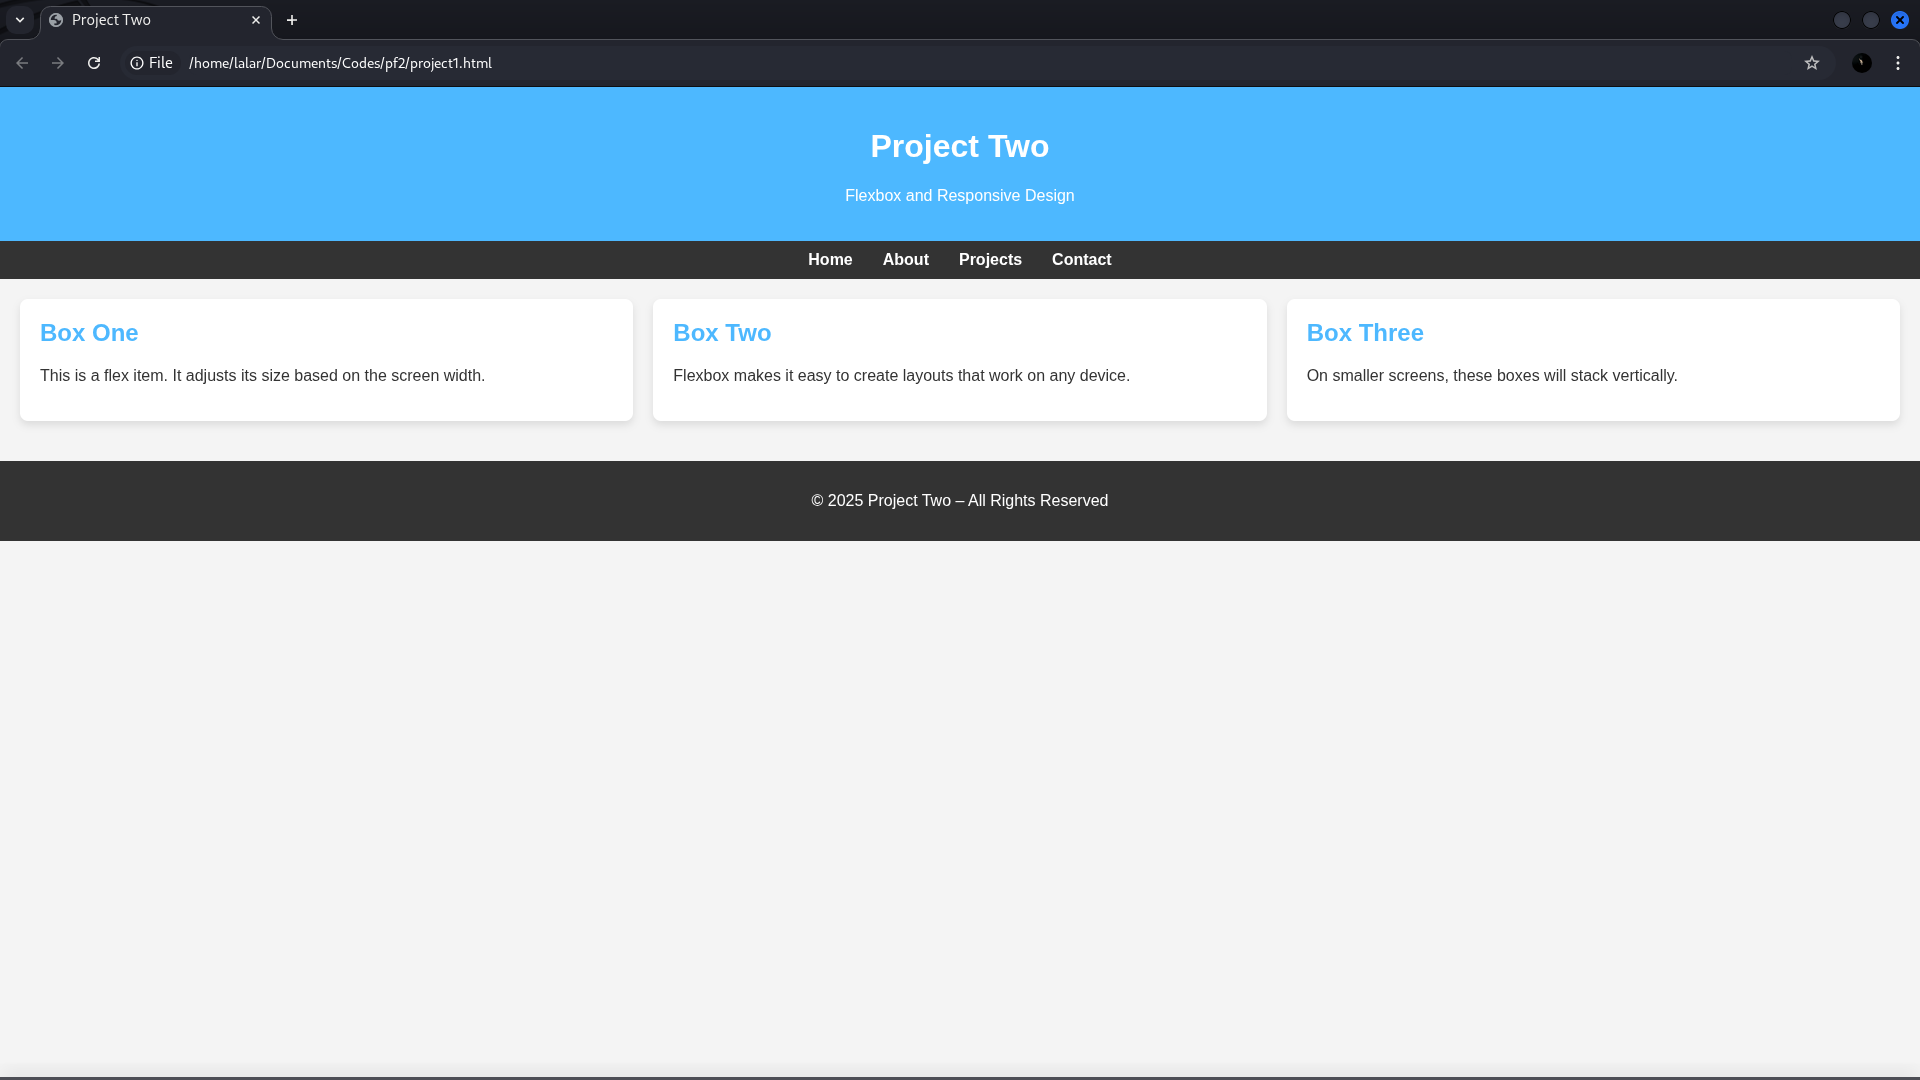 Project Two
File /home/lalar/Documents/Codes/pf2/project1.html
Project Two
Flexbox and Responsive Design
Home About Projects Contact
Box One
This is a flex item. It adjusts its size based on the screen width.
Box Two
Flexbox makes it easy to create layouts that work on any device.
Box Three
On smaller screens, these boxes will stack vertically.
© 2025 Project Two – All Rights Reserved